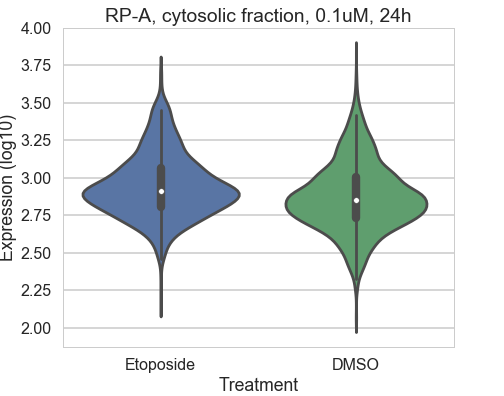 RP-A, cytosolic fraction, 0.1uM, 24h
Expression (log10)
4.00
3.75
3.50
3.25
3.00
2.75
2.50
2.25
2.00
Etoposide DMSO
Treatment